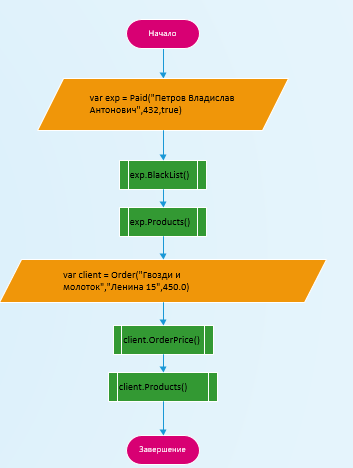 Начало
var exp = Paid("Петров Владислав
Антонович",432,true)
exp.BlackList()
exp.Products()
var client = Order("Гвозди и
молоток","Ленина 15",450.0)
client.OrderPrice()
client.Products()
Завершение